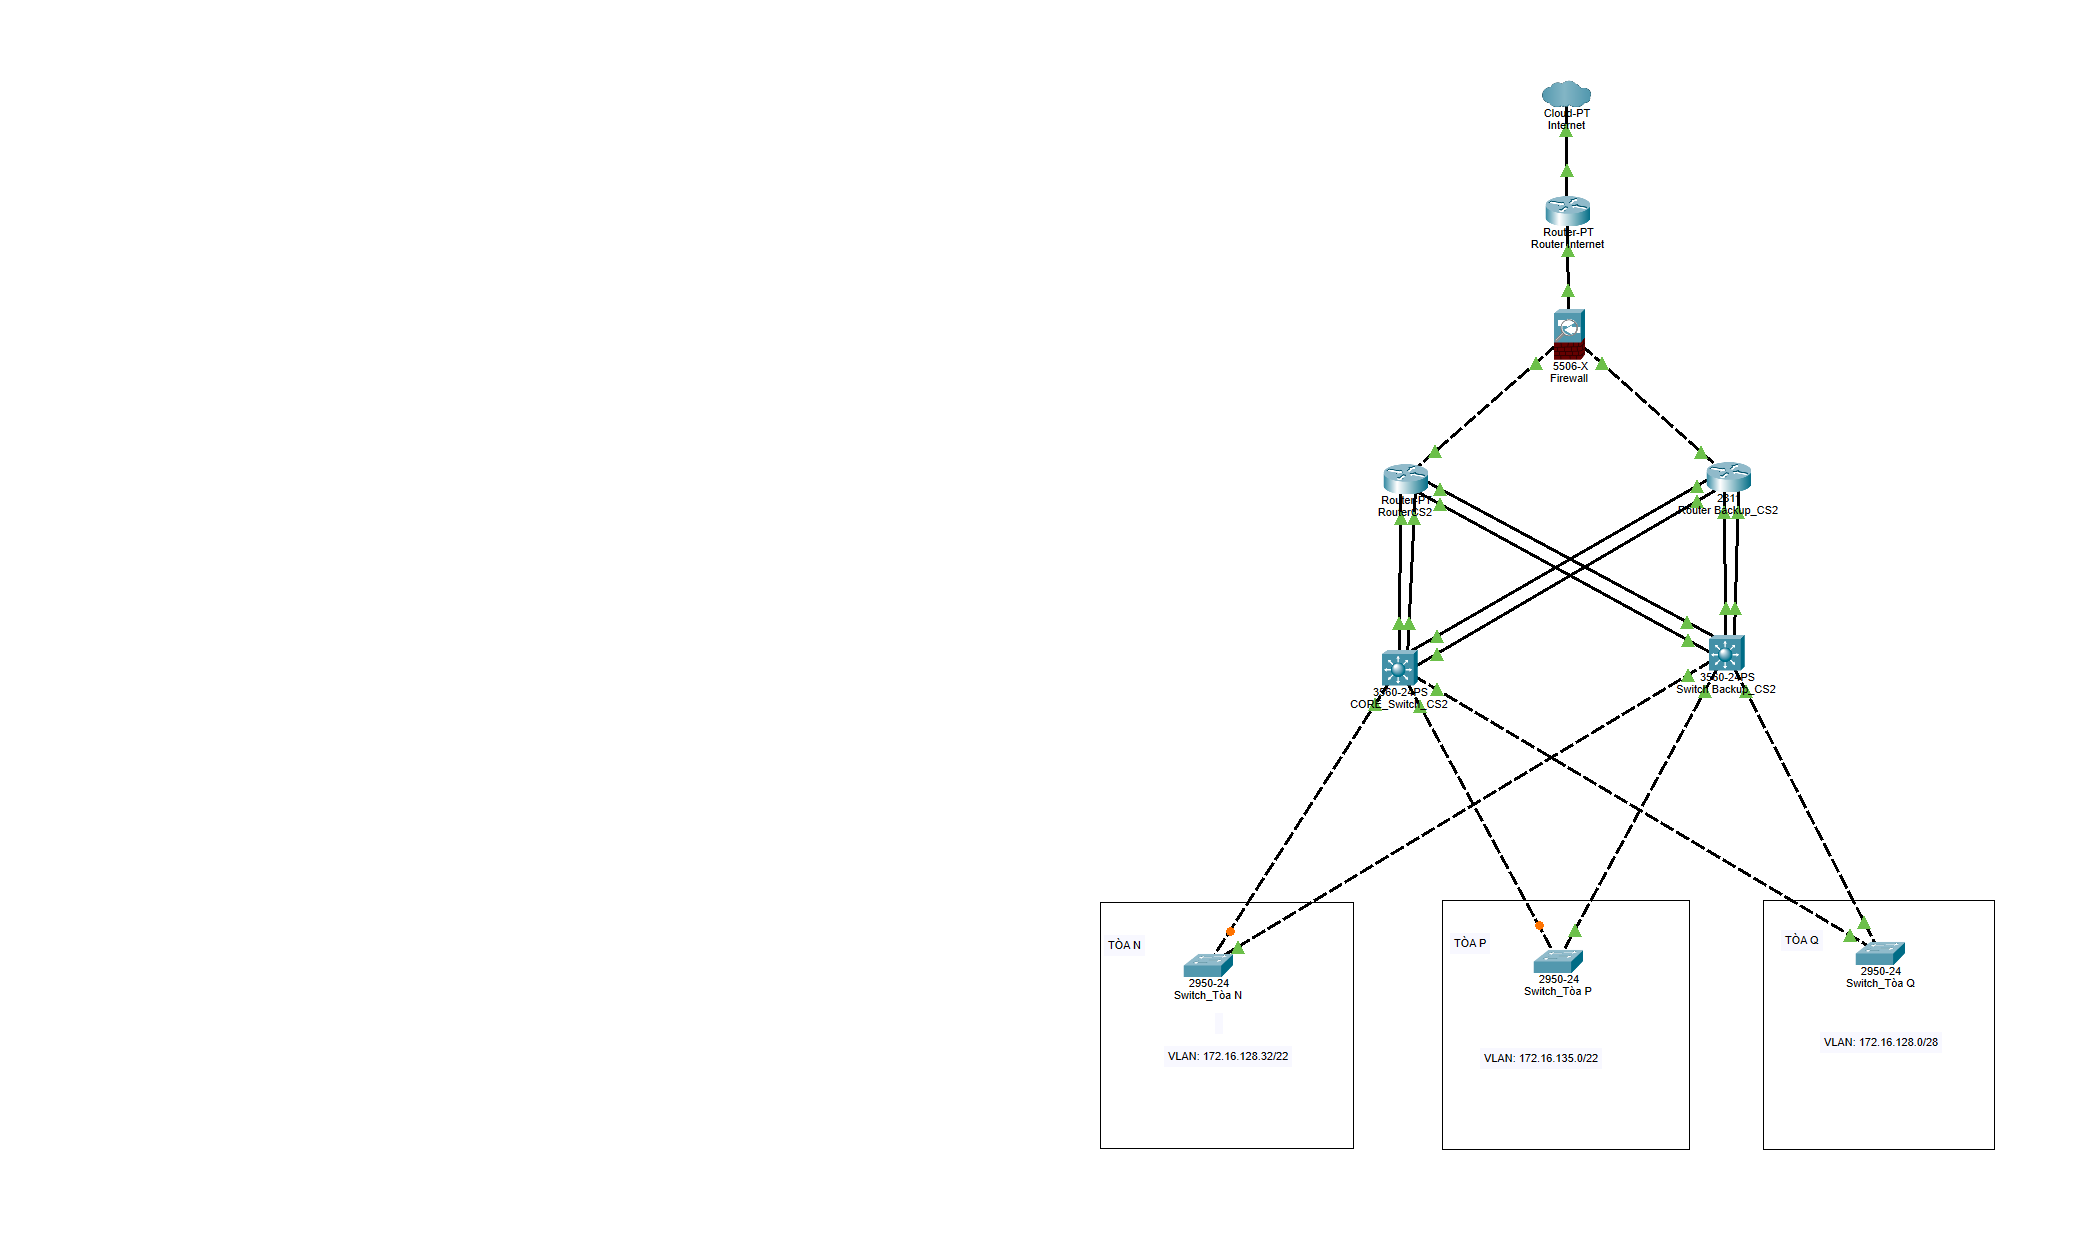 Cloud-PT
Internet
Router-PT
Router Internet
5506-X
Firewall
Router-PT
RouterCS2
2811
Router Backup_CS2
3560-24PS
CORE_Switch_CS2
3560-24PS
Switch Backup_CS2
TÒA N
2950-24
Switch_Tòa N
VLAN: 172.16.128.32/22
TÒA P
2950-24
Switch_Tòa P
VLAN: 172.16.135.0/22
TÒA Q
2950-24
Switch_Tòa Q
VLAN: 172.16.128.0/28